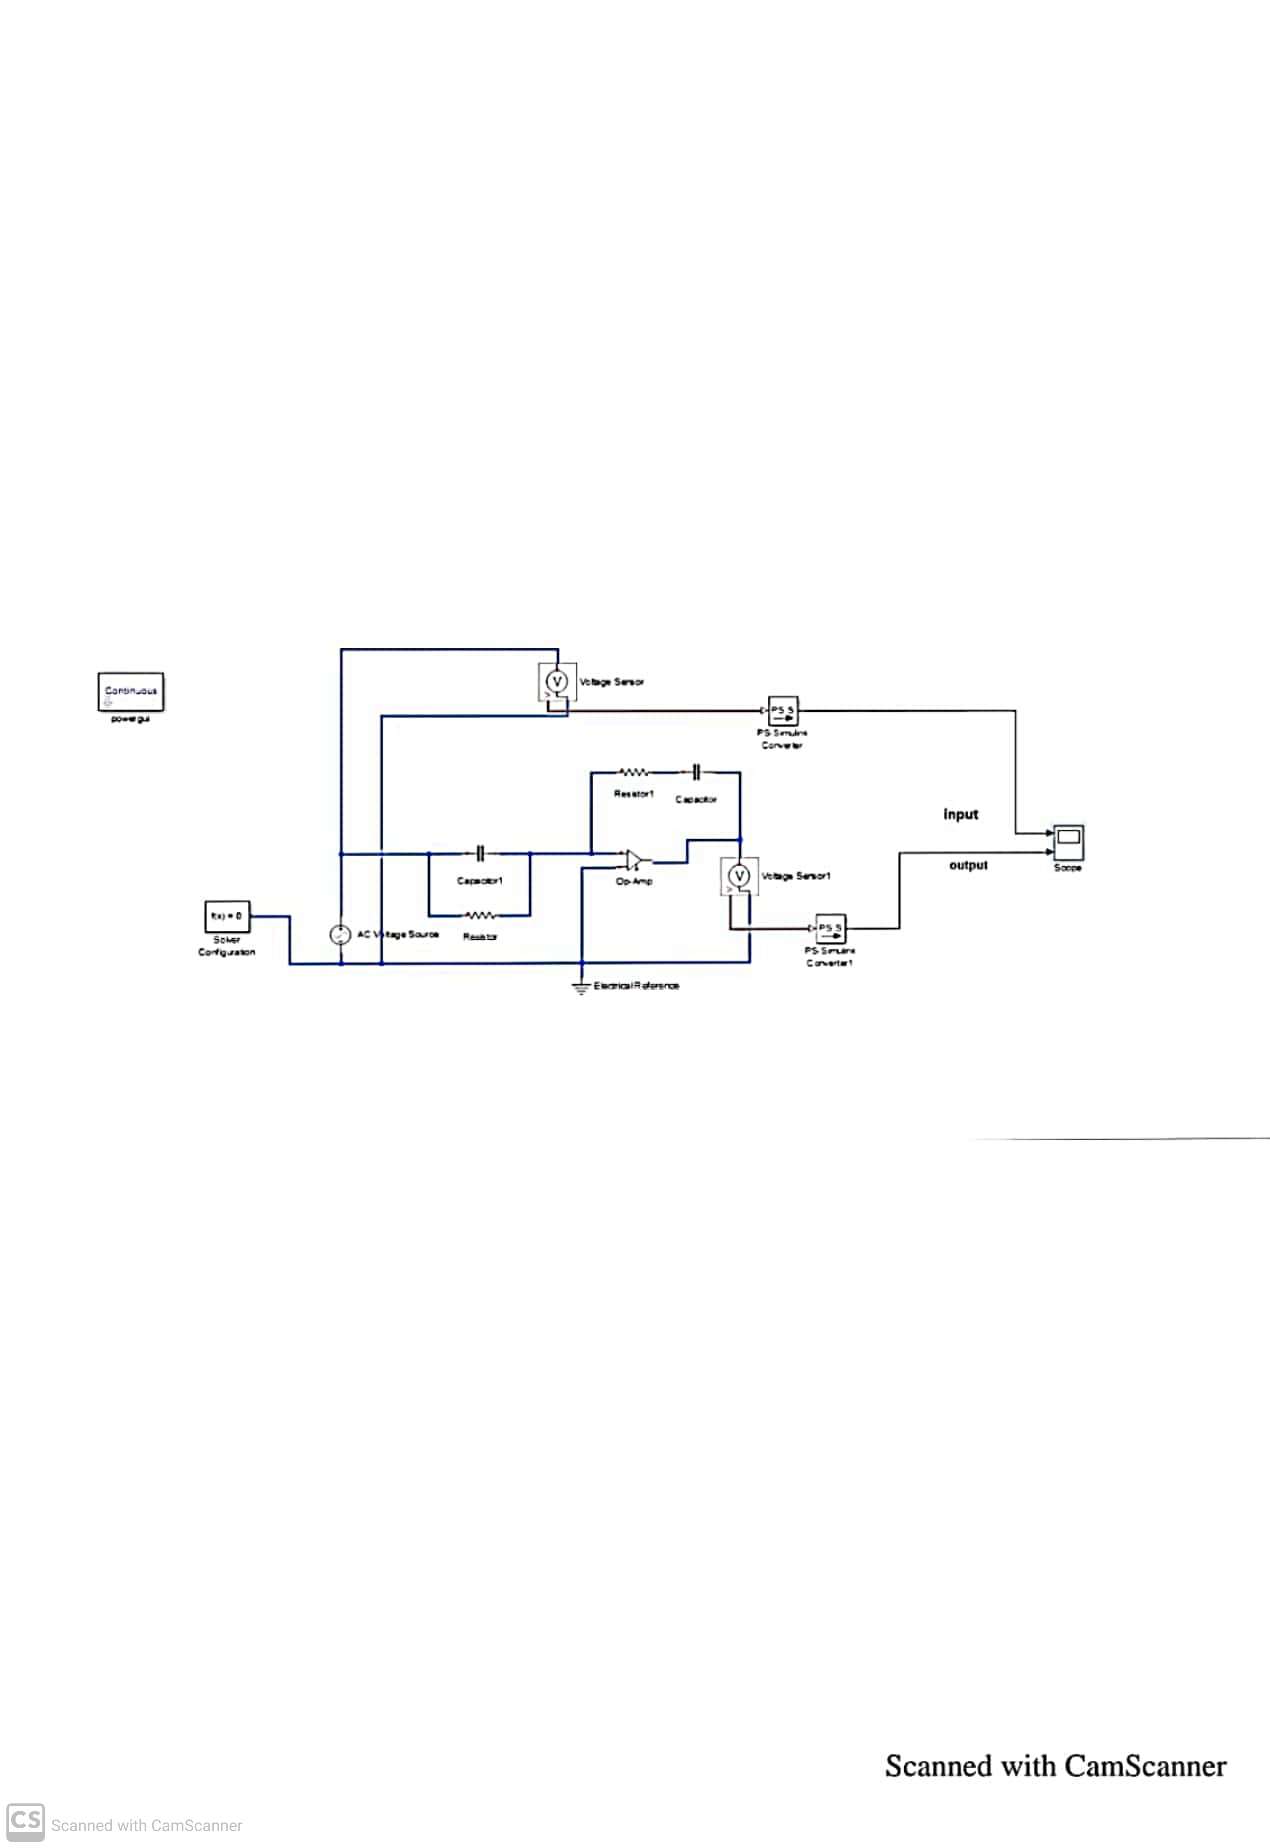 Continuous
powergui
V
Voltage Sensor
PS S
PS-Simulink
Converter
Resistor1
Capacitor
input
Capacitor1
Op-Amp
V
Voltage Sensor1
output
Scope
f(x) = 0
Solver
Configuration
AC Voltage Source
Resistor
PS S
PS-Simulink
Converter1
Electrical Reference
Scanned with CamScanner
CS Scanned with CamScanner